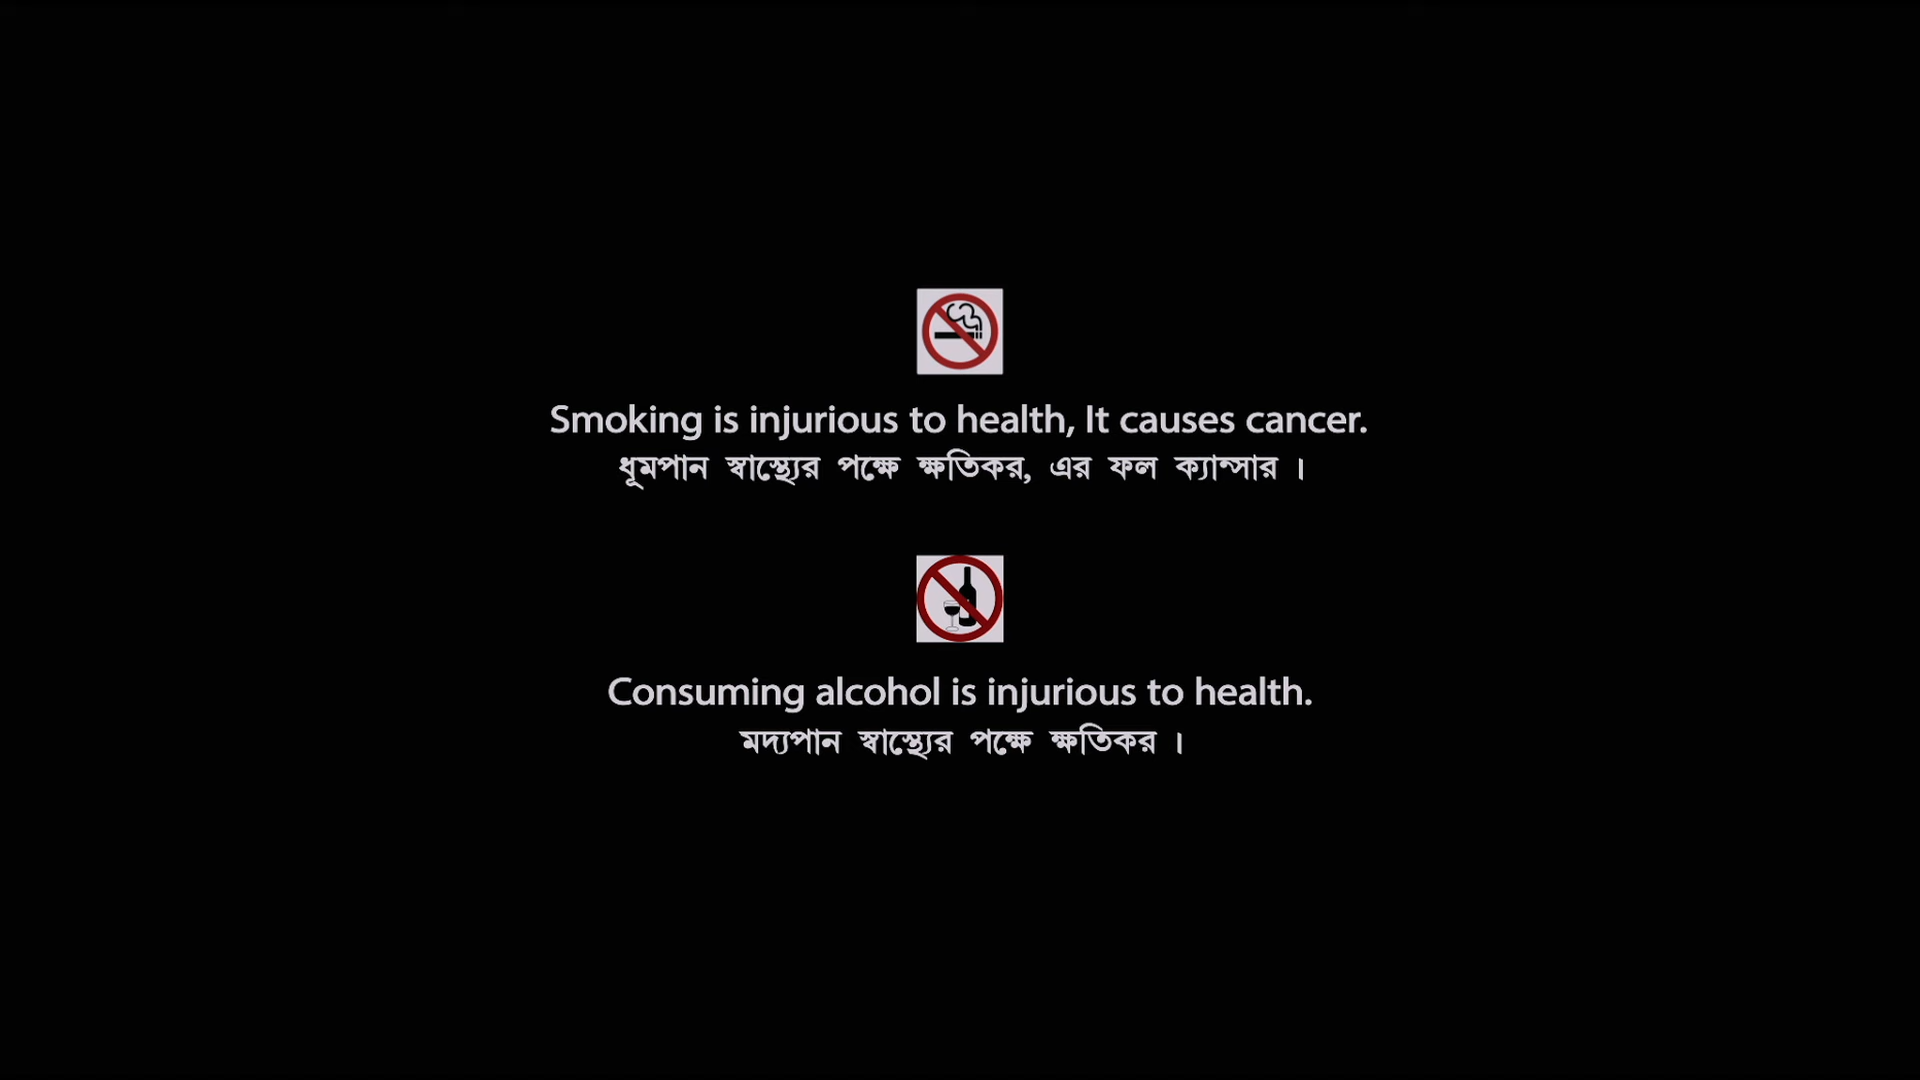 Smoking is injurious to health, It causes cancer.
ধূমপান স্বাস্থ্যের পক্ষে ক্ষতিকর, এর ফল ক্যান্সার ।
Consuming alcohol is injurious to health.
মদ্যপান স্বাস্থ্যের পক্ষে ক্ষতিকর ।